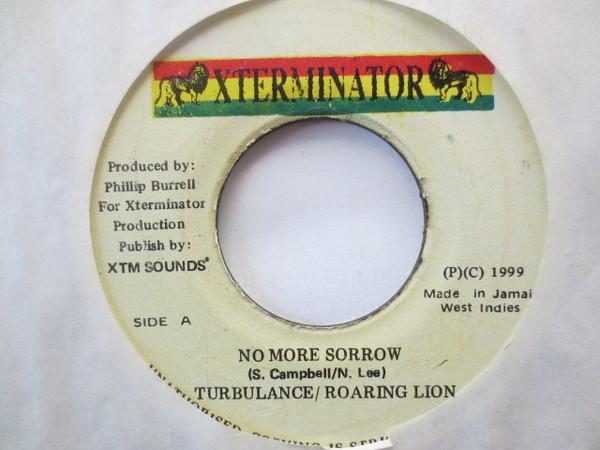 XTERMINATOR
Produced by:
Phillip Burrell
For Xterminator
Production
Publish by:
XTM SOUNDS
(P)(C) 1999
Made in Jamai
West Indies
SIDE A
NO MORE SORROW
(S. Campbell/N. Lee)
TURBULANCE/ROARING LION